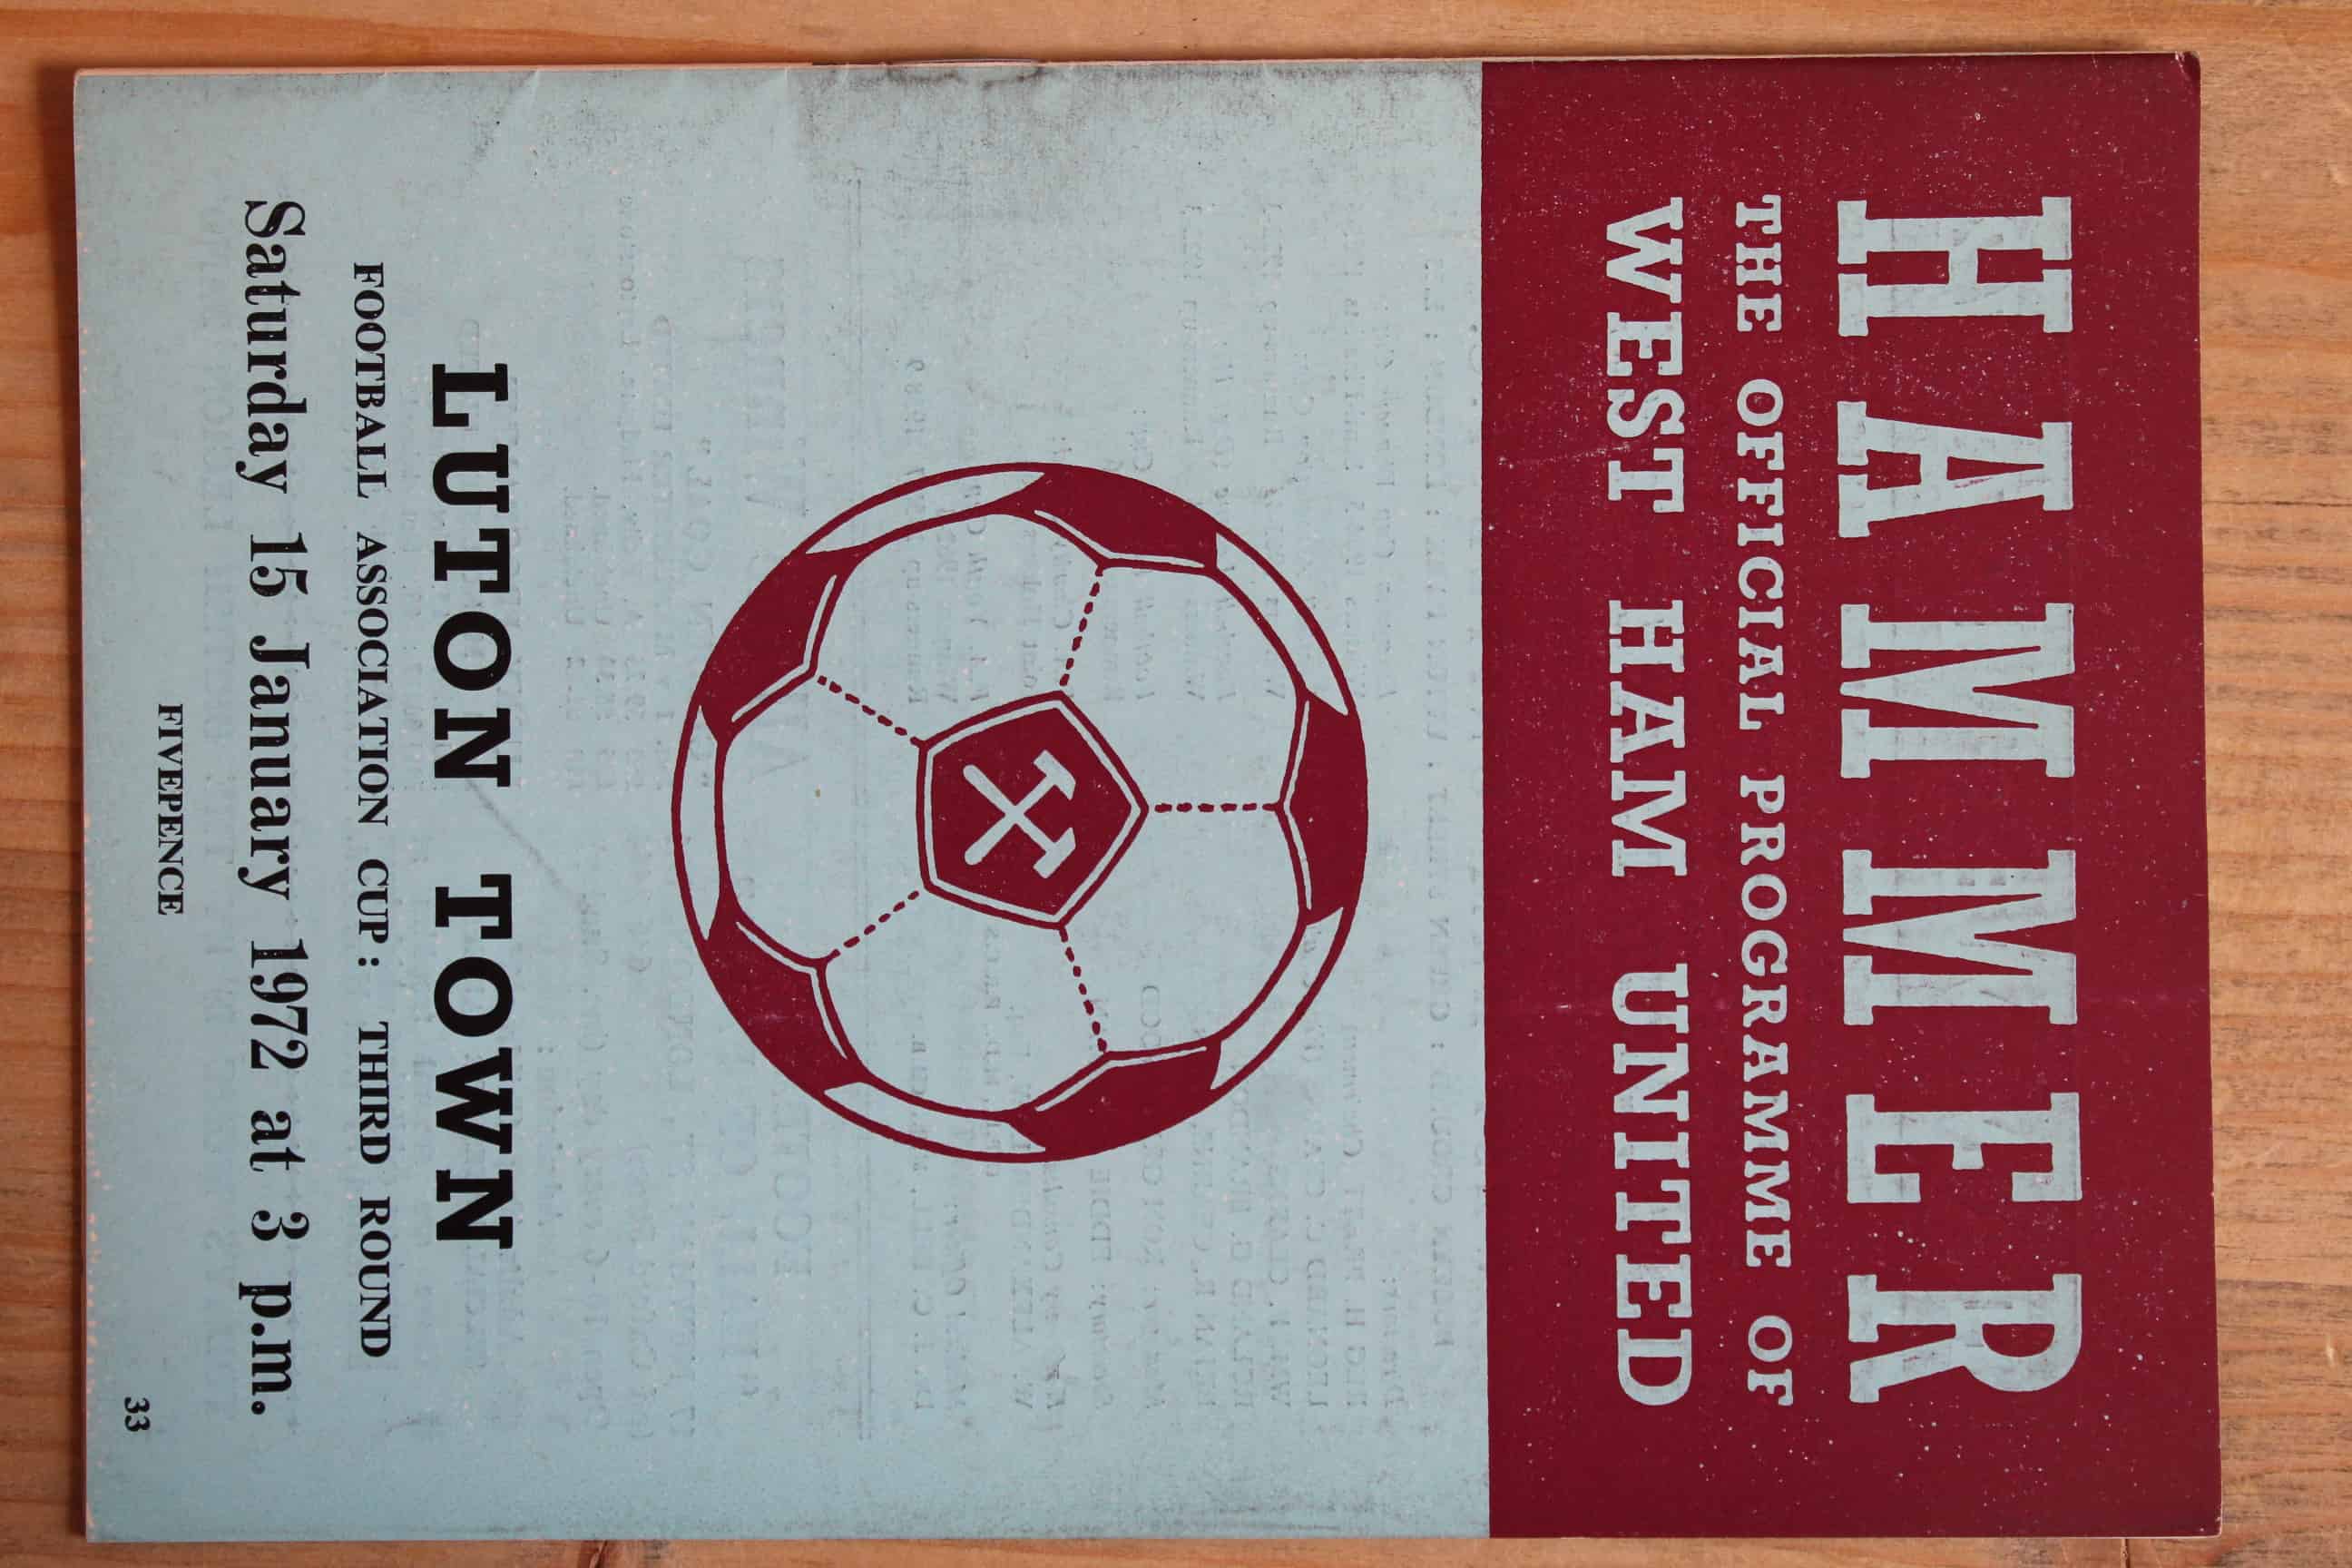 HAMMER
THE OFFICIAL PROGRAMME OF
WEST HAM UNITED
LUTON TOWN
FOOTBALL ASSOCIATION CUP: THIRD ROUND
Saturday 15 January 1972 at 3 p.m.
FIVEPENCE
33